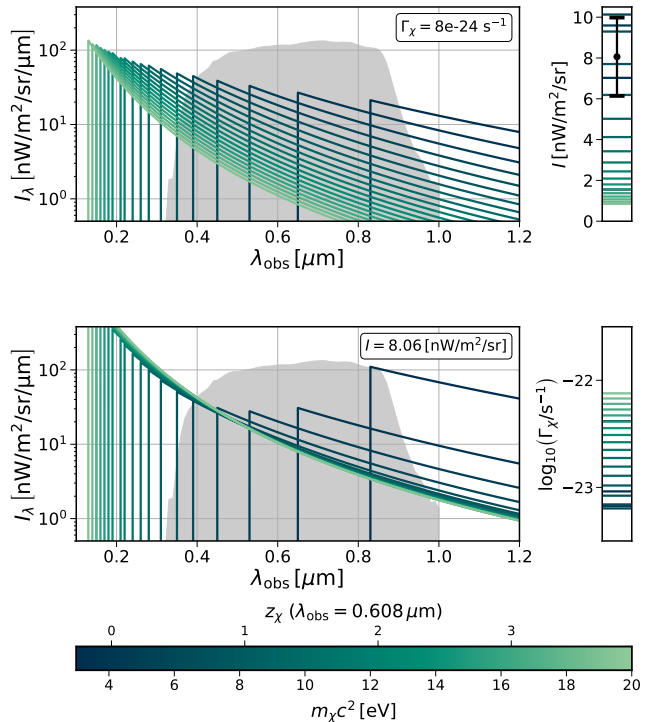 Γχ = 8e-24 s⁻¹
Iλ [nW/m²/sr/μm]
10²
10¹
10⁰
0.2 0.4 0.6 0.8 1.0 1.2
λobs [μm]
I [nW/m²/sr]
10
8
6
4
2
0
I = 8.06 [nW/m²/sr]
Iλ [nW/m²/sr/μm]
10²
10¹
10⁰
0.2 0.4 0.6 0.8 1.0 1.2
λobs [μm]
log₁₀(Γχ/s⁻¹)
−22
−23
zχ (λobs = 0.608 μm)
0 1 2 3
4 6 8 10 12 14 16 18 20
mχc² [eV]